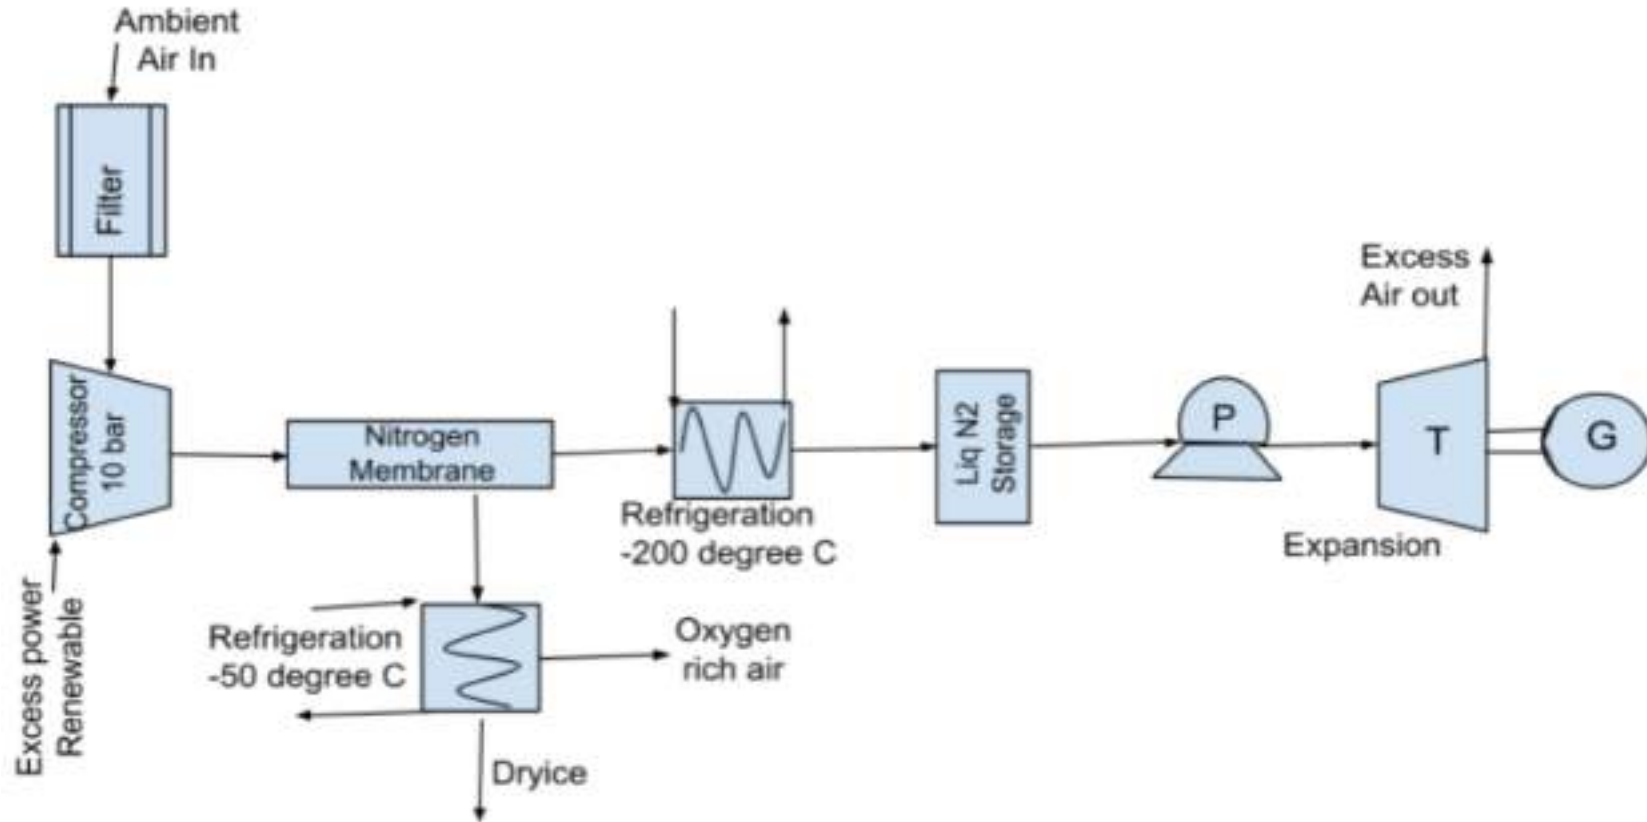 Ambient
Air In
Filter
Compressor
10 bar
Excess power
Renewable
Nitrogen
Membrane
Refrigeration
-200 degree C
Refrigeration
-50 degree C
Oxygen
rich air
Dryice
Liq N2
Storage
P
Expansion
T
Excess
Air out
G